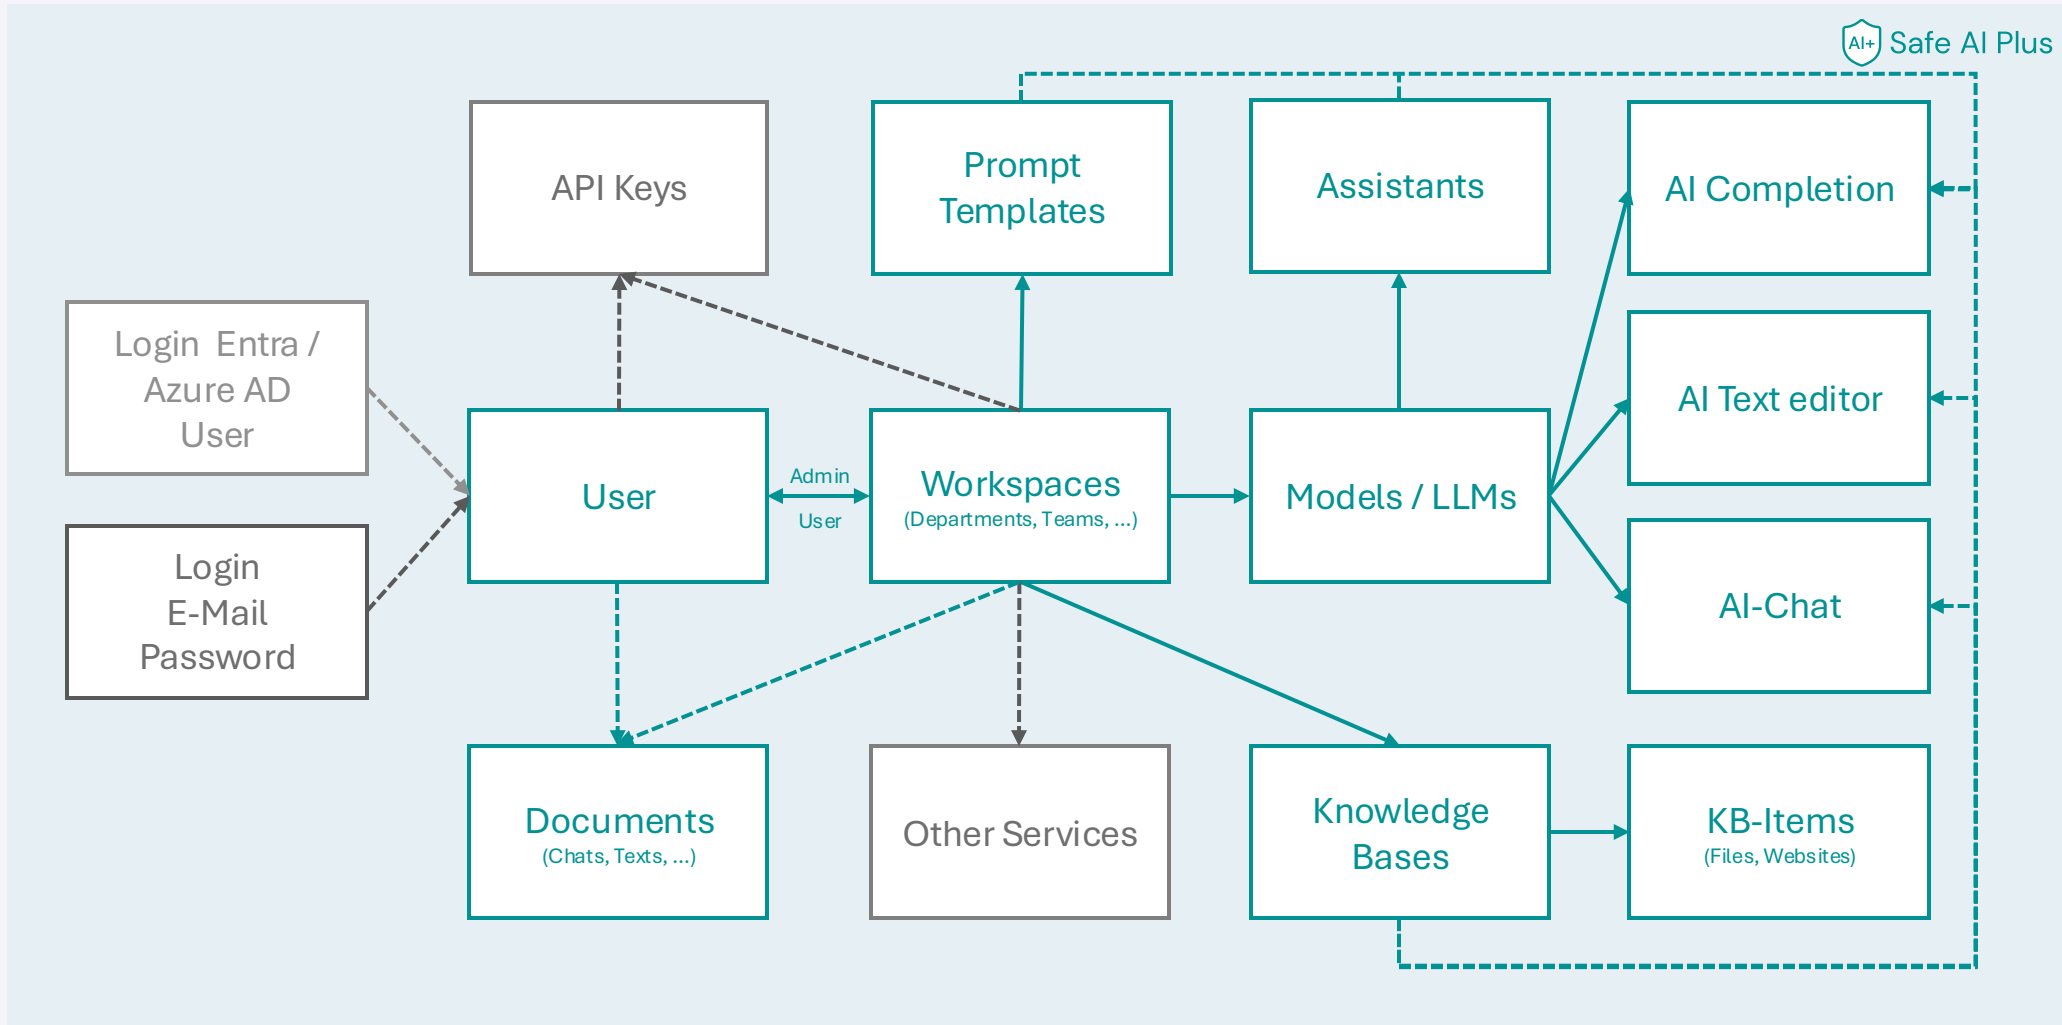 AI+ Safe AI Plus
API Keys
Prompt
Templates
Assistants
AI Completion
Login Entra /
Azure AD
User
AI Text editor
User
Admin
User
Workspaces
(Departments, Teams, ...)
Models / LLMs
Login
E-Mail
Password
AI-Chat
Documents
(Chats, Texts, ...)
Other Services
Knowledge
Bases
KB-Items
(Files, Websites)